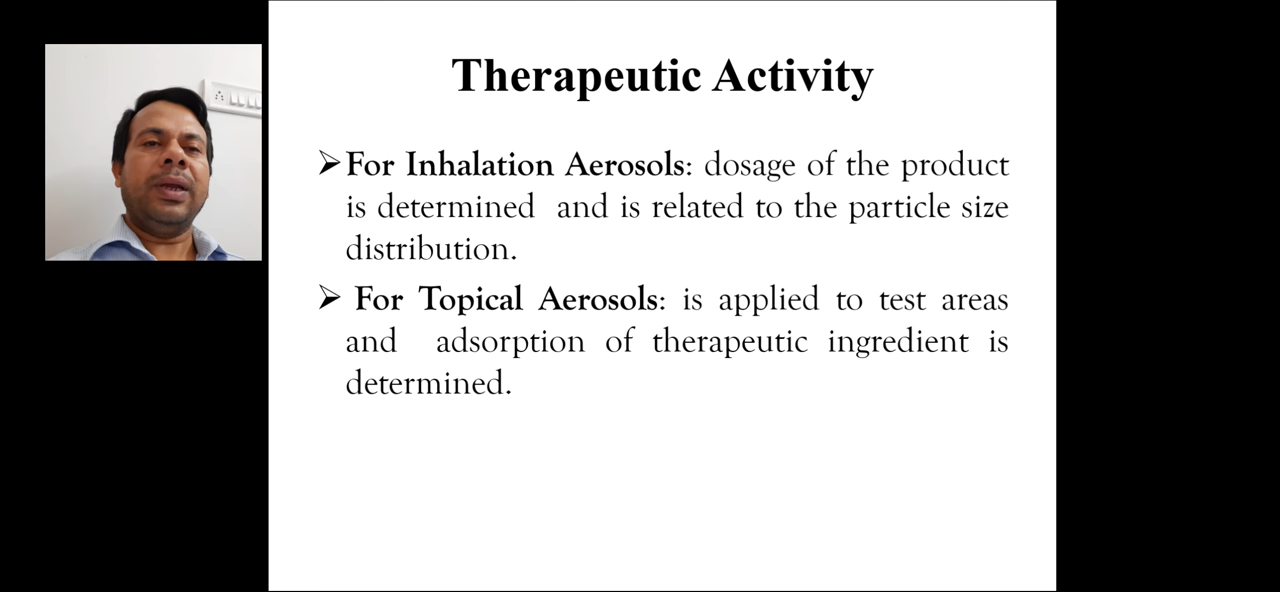 Therapeutic Activity
➢For Inhalation Aerosols: dosage of the product
is determined and is related to the particle size
distribution.
➢ For Topical Aerosols: is applied to test areas
and adsorption of therapeutic ingredient is
determined.